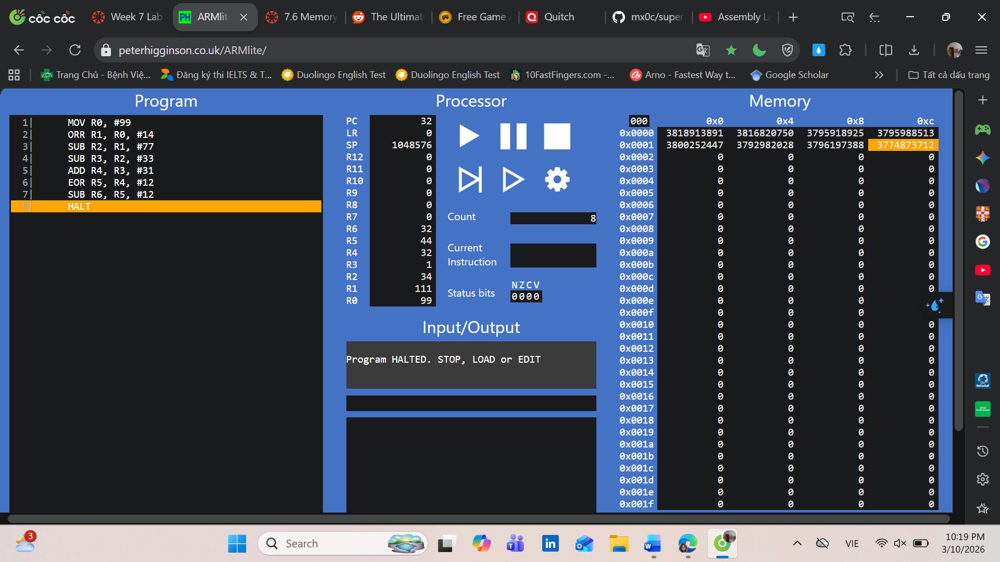 cốc cốc
Week 7 Lab
PH ARMlite
7.6 Memory
The Ultimat
Free Game A
Quitch
mx0c/super
Assembly La
peterhigginson.co.uk/ARMlite/
Trang Chủ - Bệnh Việ...
Đăng ký thi IELTS & T...
Duolingo English Test
Duolingo English Test
10FastFingers.com -...
Arno - Fastest Way t...
Google Scholar
Tất cả dấu trang
Program
1| MOV R0, #99
2| ORR R1, R0, #14
3| SUB R2, R1, #77
4| SUB R3, R2, #33
5| ADD R4, R3, #31
6| EOR R5, R4, #12
7| SUB R6, R5, #12
8| HALT
Processor
PC 32
LR 0
SP 1048576
R12 0
R11 0
R10 0
R9 0
R8 0
R7 0
R6 32
R5 44
R4 32
R3 1
R2 34
R1 111
R0 99
Count 8
Current
Instruction
Status bits
NZCV
0000
Input/Output
Program HALTED. STOP, LOAD or EDIT
Memory
000 0x0 0x4 0x8 0xc
0x0000 3818913891 3816820750 3795918925 3795988513
0x0001 3800252447 3792982028 3796197388 3774873712
0x0002 0 0 0 0
0x0003 0 0 0 0
0x0004 0 0 0 0
0x0005 0 0 0 0
0x0006 0 0 0 0
0x0007 0 0 0 0
0x0008 0 0 0 0
0x0009 0 0 0 0
0x000a 0 0 0 0
0x000b 0 0 0 0
0x000c 0 0 0 0
0x000d 0 0 0 0
0x000e 0 0 0
0x000f 0 0 0
0x0010 0 0 0 0
0x0011 0 0 0 0
0x0012 0 0 0 0
0x0013 0 0 0 0
0x0014 0 0 0 0
0x0015 0 0 0 0
0x0016 0 0 0 0
0x0017 0 0 0 0
0x0018 0 0 0 0
0x0019 0 0 0 0
0x001a 0 0 0 0
0x001b 0 0 0 0
0x001c 0 0 0 0
0x001d 0 0 0 0
0x001e 0 0 0 0
0x001f 0 0 0 0
3
Search
VIE
10:19 PM
3/10/2026